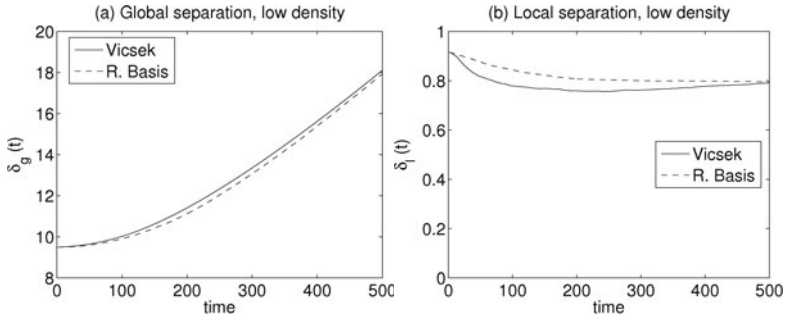 (a) Global separation, low density
20
18
16
14
12
10
8
δg (t)
Vicsek
R. Basis
0 100 200 300 400 500
time
(b) Local separation, low density
1
0.8
0.6
0.4
0.2
0
δl (t)
Vicsek
R. Basis
0 100 200 300 400 500
time